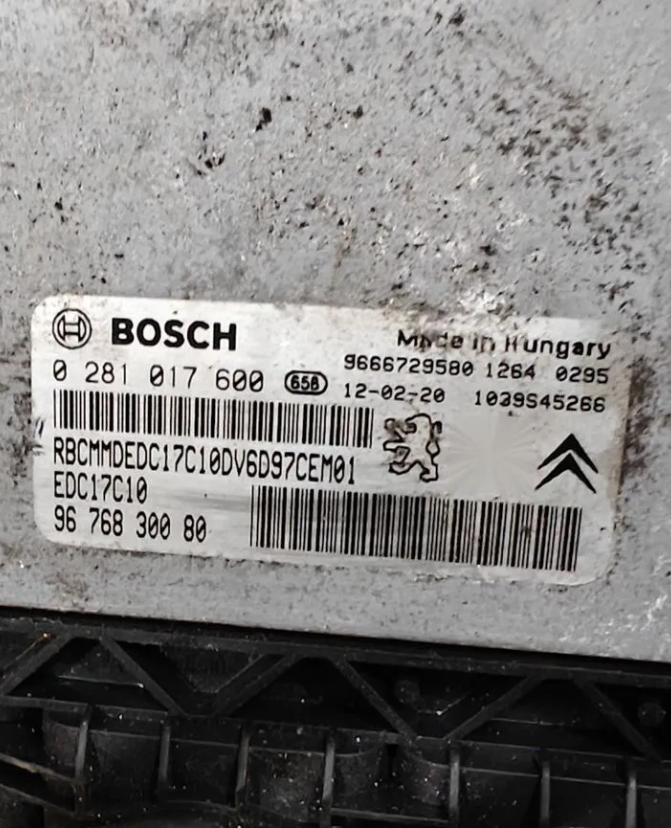 BOSCH
Made in Hungary
0 281 017 600
656
9666729580 1264 0295
12-02-20 1039S45266
RBCMMDEDC17C10DV6D97CEM01
EDC17C10
96 768 300 80